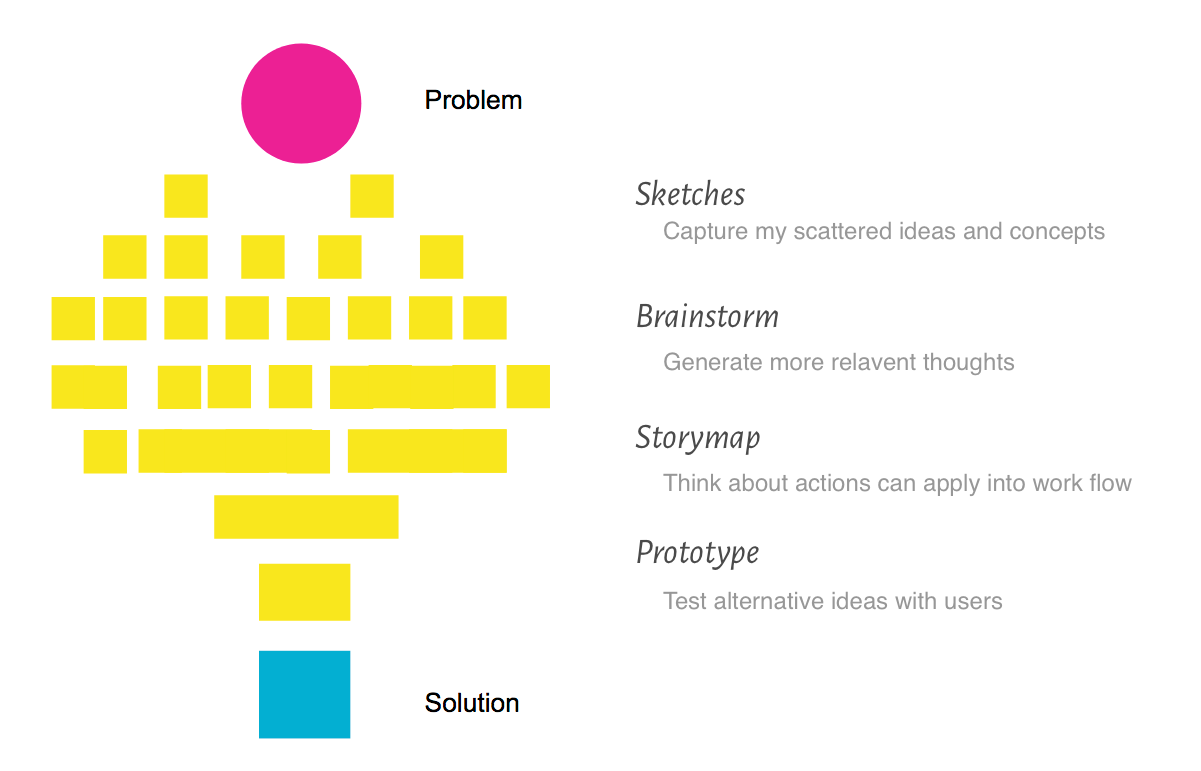 Problem
Sketches
Capture my scattered ideas and concepts
Brainstorm
Generate more relavent thoughts
Storymap
Think about actions can apply into work flow
Prototype
Test alternative ideas with users
Solution